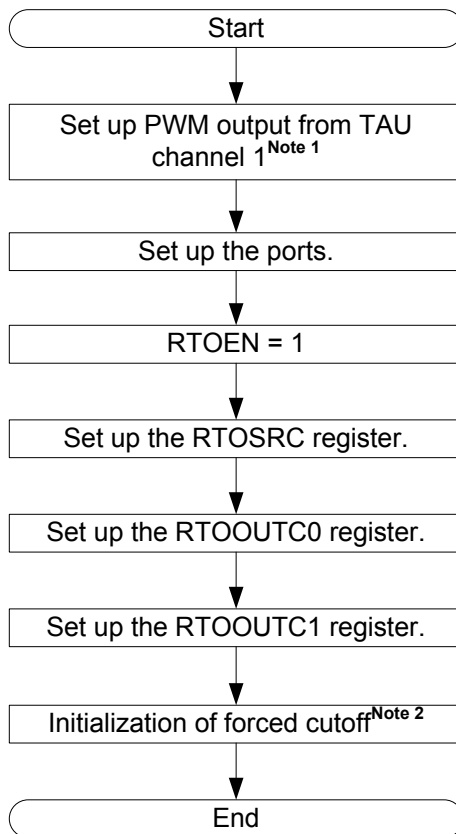 Start
Set up PWM output from TAU
channel 1Note 1
Set up the ports.
RTOEN = 1
Set up the RTOSRC register.
Set up the RTOOUTC0 register.
Set up the RTOOUTC1 register.
Initialization of forced cutoffNote 2
End